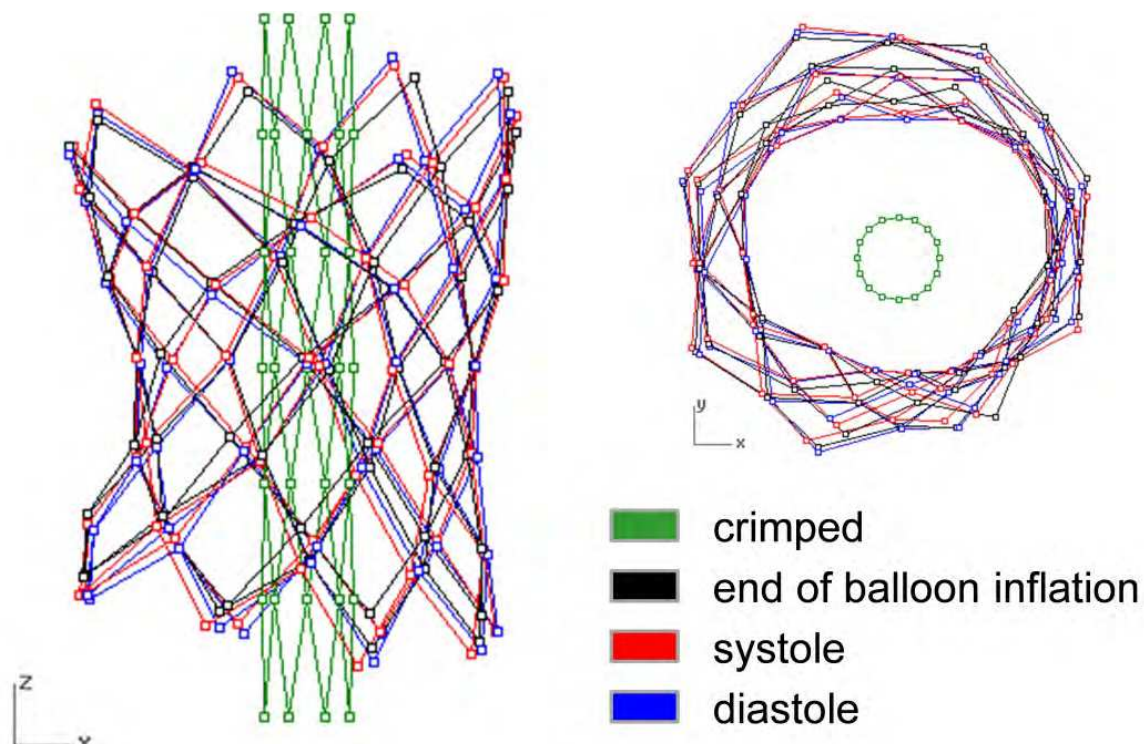 y
x
z
crimped
end of balloon inflation
systole
diastole